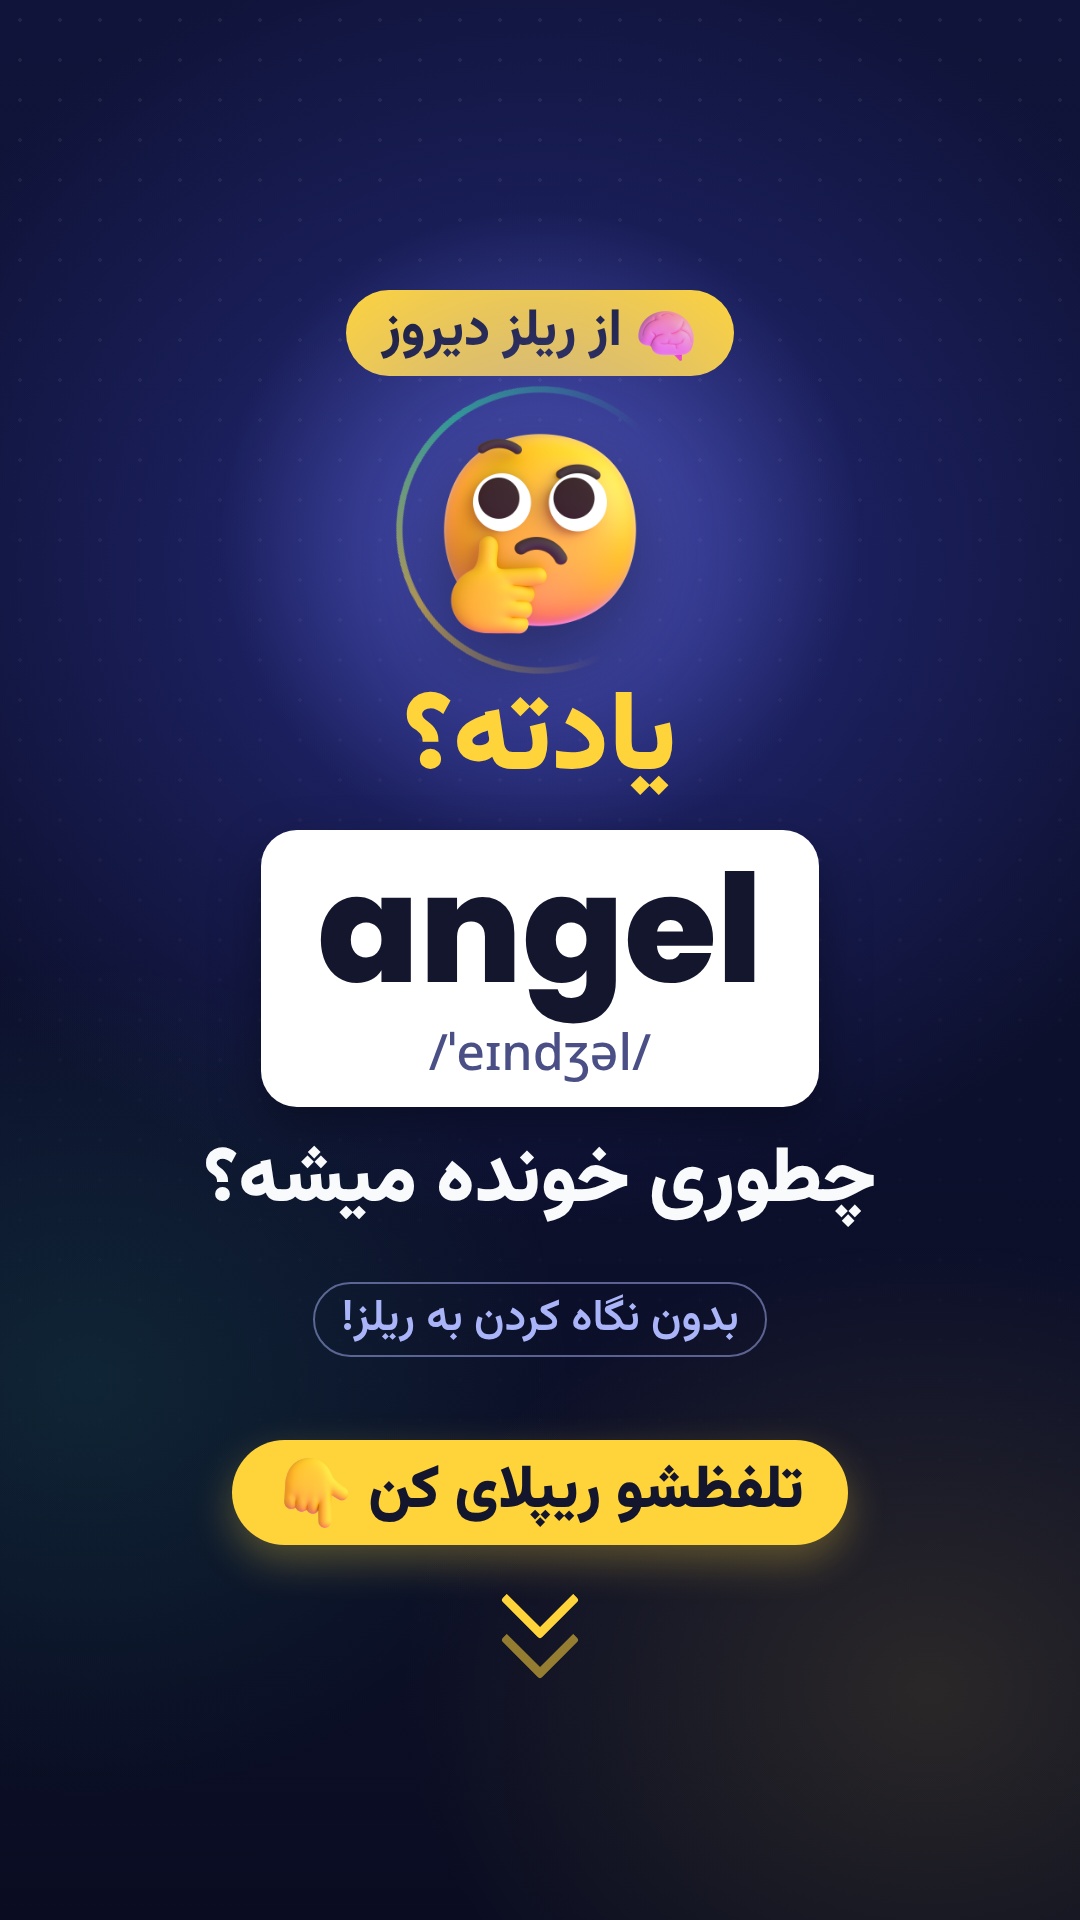 🧠 از ریلز دیروز
یادته؟
angel
/ˈeɪndʒəl/
چطوری خونده میشه؟
بدون نگاه کردن به ریلز!
تلفظشو ریپلای کن 👇